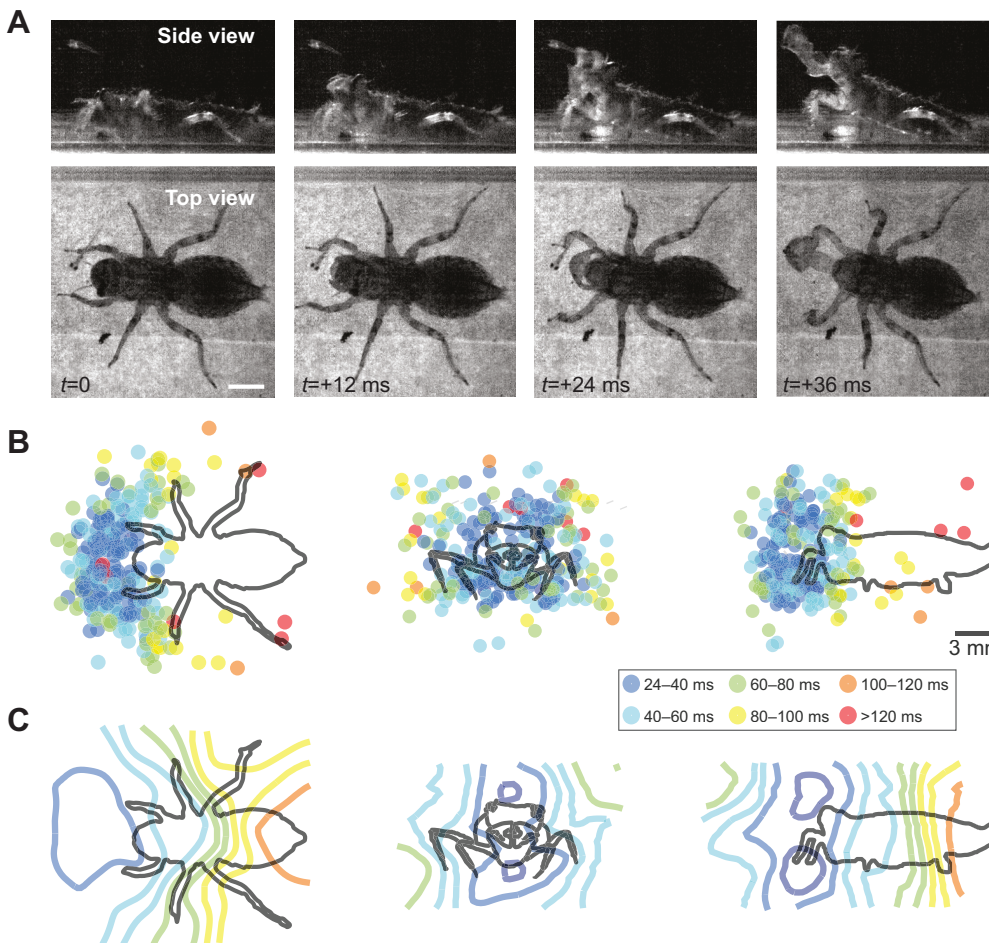 A
Side view
Top view
t=0
t=+12 ms
t=+24 ms
t=+36 ms
B
3 mm
24–40 ms
60–80 ms
100–120 ms
40–60 ms
80–100 ms
>120 ms
C